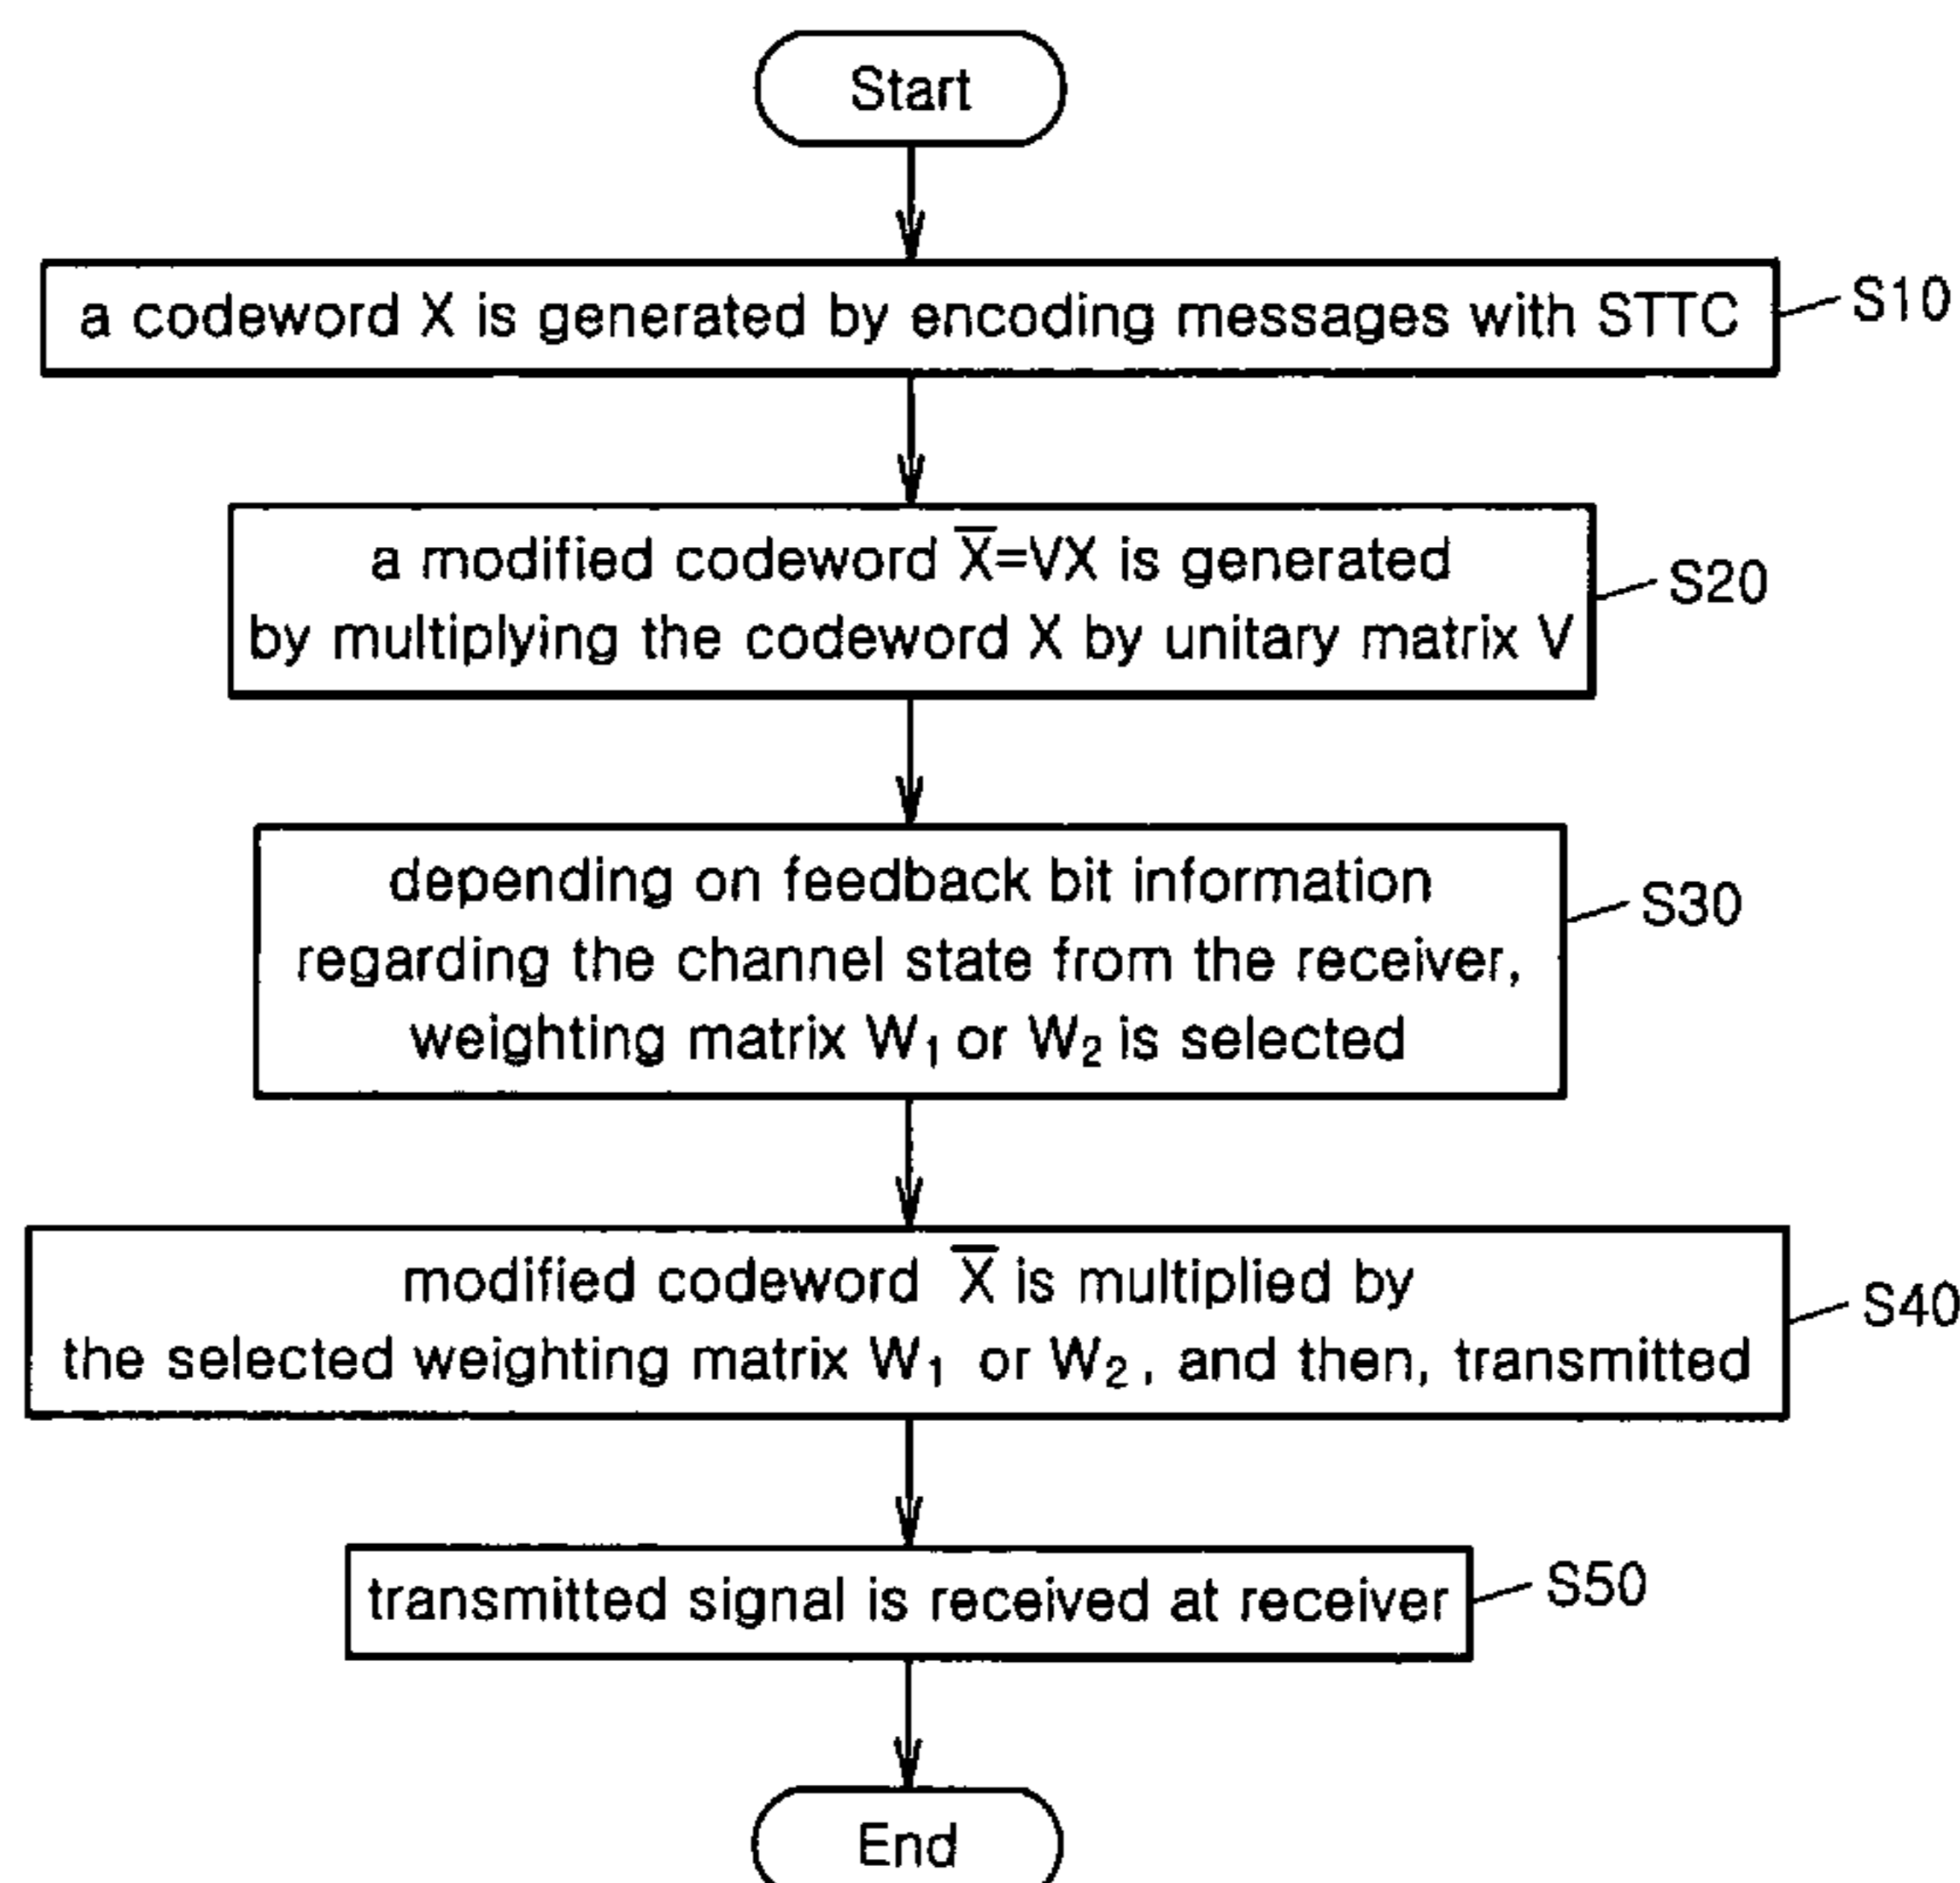 Start
a codeword X is generated by encoding messages with STTC
S10
a modified codeword X̅=VX is generated
by multiplying the codeword X by unitary matrix V
S20
depending on feedback bit information
regarding the channel state from the receiver,
weighting matrix W₁ or W₂ is selected
S30
modified codeword X̅ is multiplied by
the selected weighting matrix W₁ or W₂, and then, transmitted
S40
transmitted signal is received at receiver
S50
End